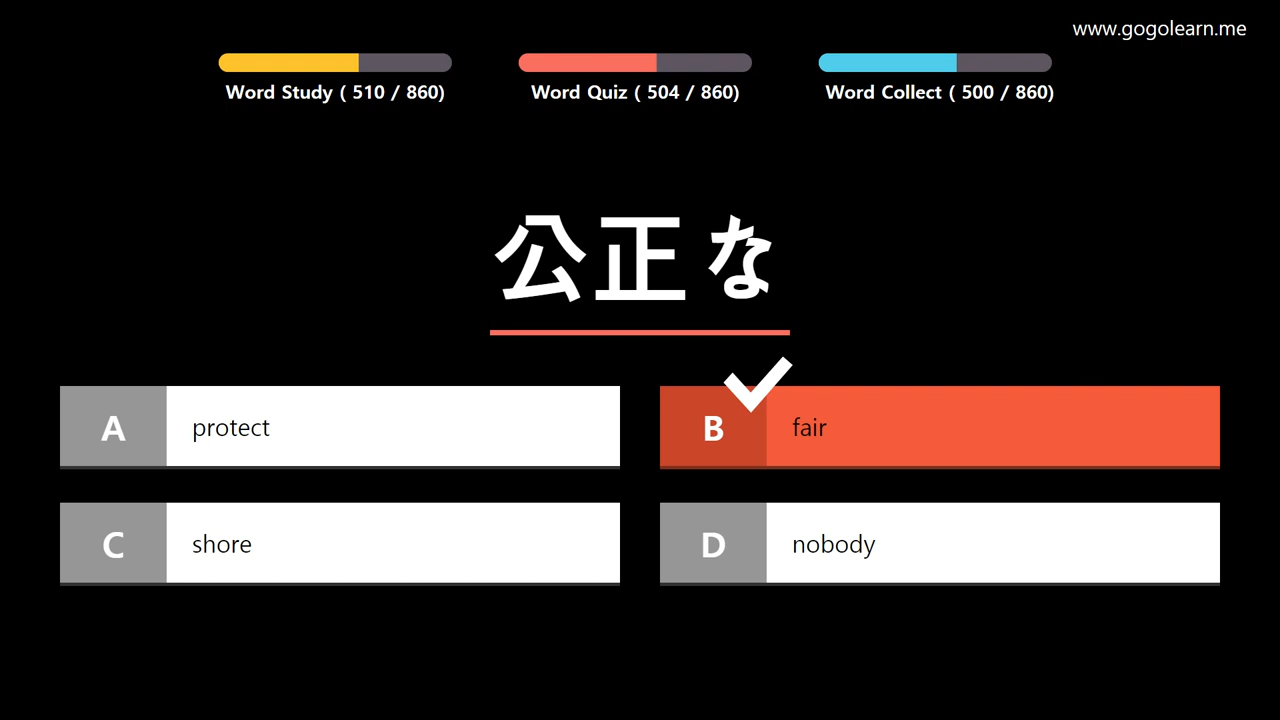 www.gogolearn.me
Word Study ( 510 / 860)
Word Quiz ( 504 / 860)
Word Collect ( 500 / 860)
公正な
A protect
B fair
C shore
D nobody